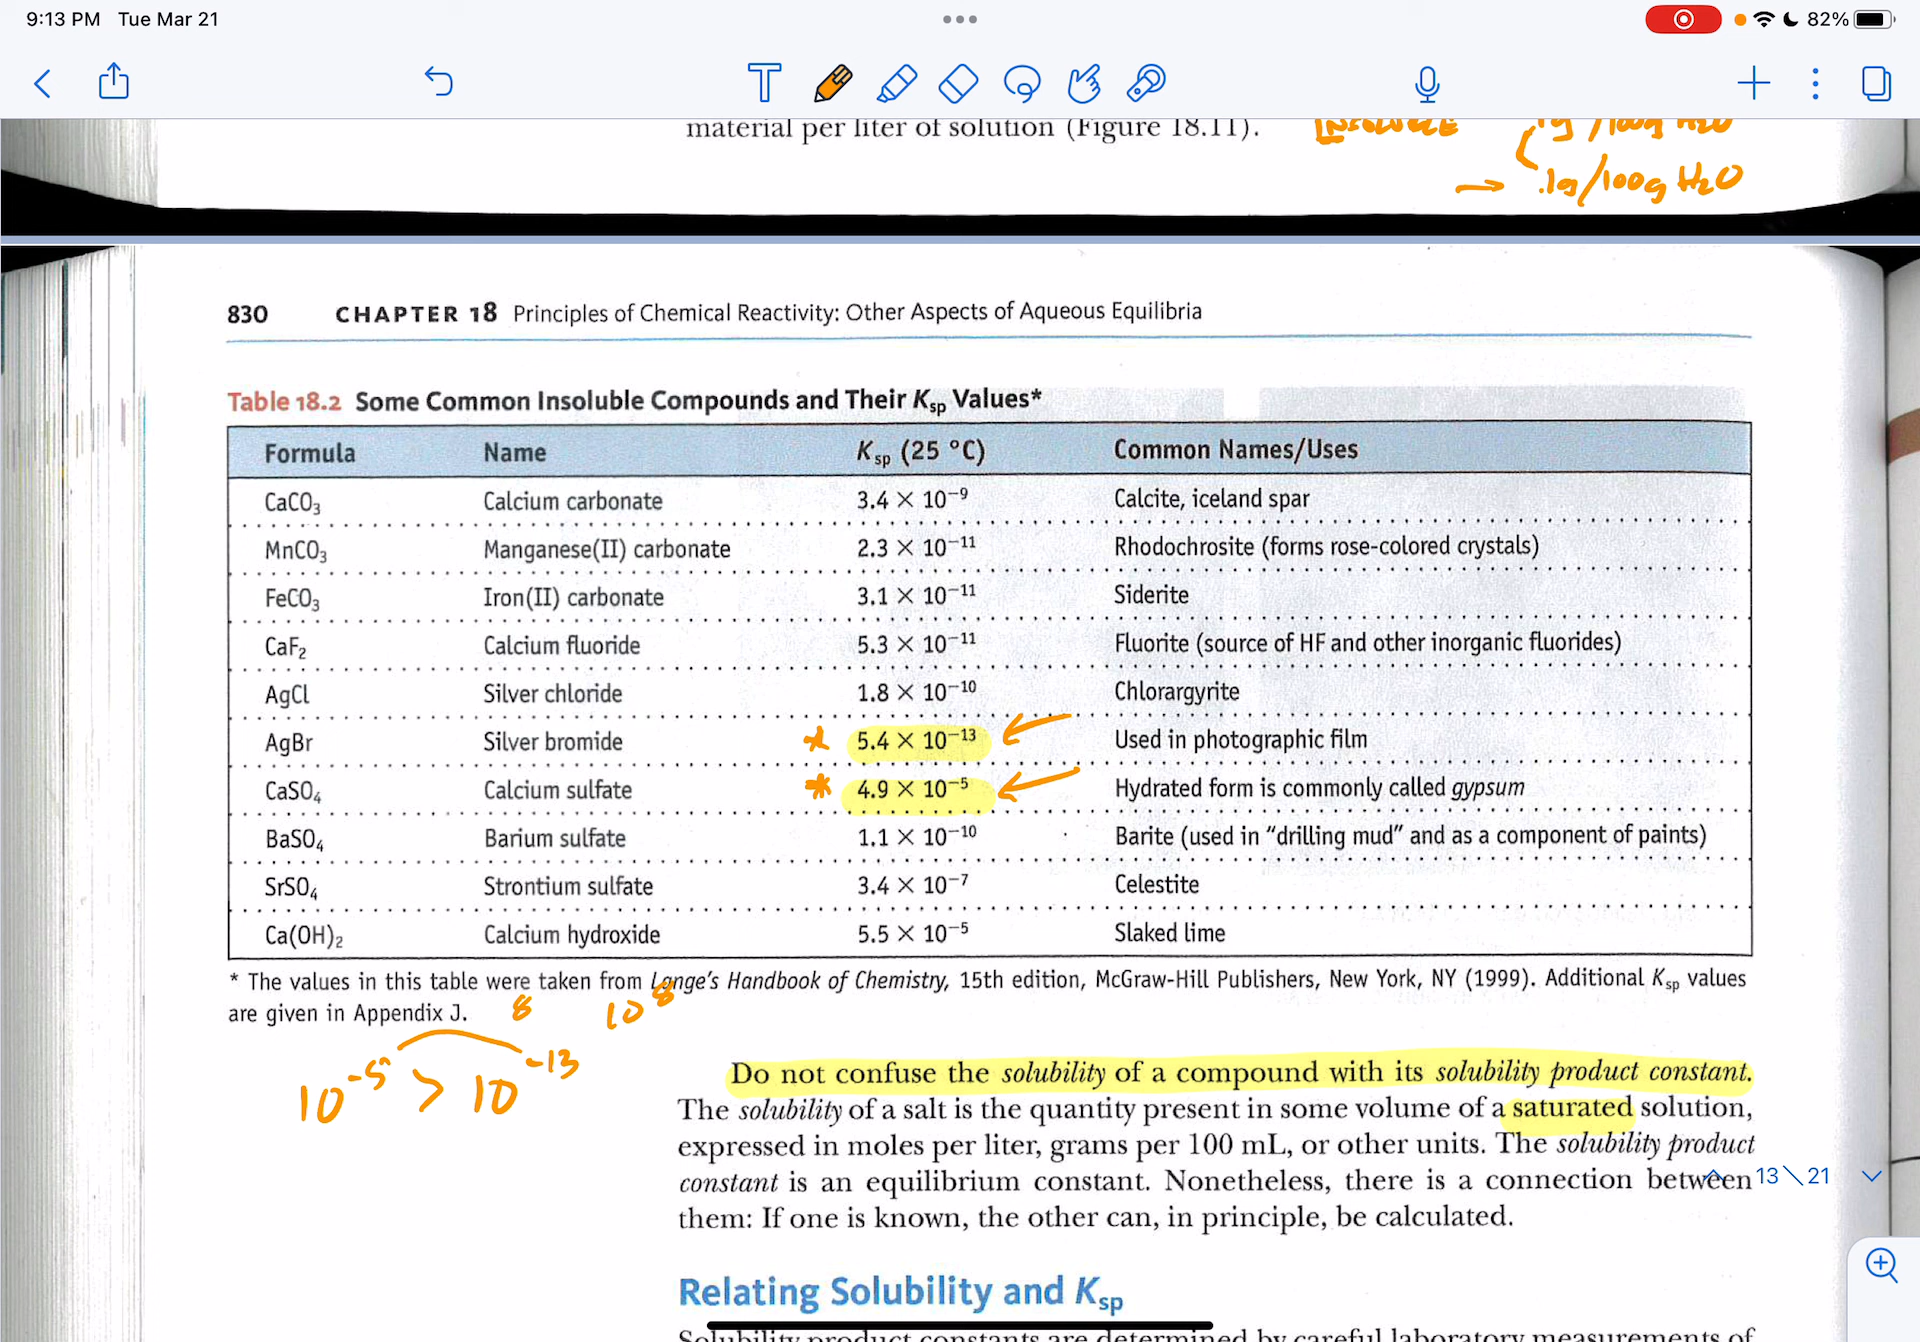 9:13 PM Tue Mar 21
82%
material per liter of solution (Figure 18.11).
INSOLUBLE 1g/100g H2O
→ .1g/100g H2O
830 CHAPTER 18 Principles of Chemical Reactivity: Other Aspects of Aqueous Equilibria
Table 18.2 Some Common Insoluble Compounds and Their Ksp Values*
Formula Name Ksp (25 °C) Common Names/Uses
CaCO₃ Calcium carbonate 3.4 × 10⁻⁹ Calcite, iceland spar
MnCO₃ Manganese(II) carbonate 2.3 × 10⁻¹¹ Rhodochrosite (forms rose-colored crystals)
FeCO₃ Iron(II) carbonate 3.1 × 10⁻¹¹ Siderite
CaF₂ Calcium fluoride 5.3 × 10⁻¹¹ Fluorite (source of HF and other inorganic fluorides)
AgCl Silver chloride 1.8 × 10⁻¹⁰ Chlorargyrite
AgBr Silver bromide * 5.4 × 10⁻¹³ Used in photographic film
CaSO₄ Calcium sulfate * 4.9 × 10⁻⁵ Hydrated form is commonly called gypsum
BaSO₄ Barium sulfate 1.1 × 10⁻¹⁰ Barite (used in “drilling mud” and as a component of paints)
SrSO₄ Strontium sulfate 3.4 × 10⁻⁷ Celestite
Ca(OH)₂ Calcium hydroxide 5.5 × 10⁻⁵ Slaked lime
* The values in this table were taken from Lange's Handbook of Chemistry, 15th edition, McGraw-Hill Publishers, New York, NY (1999). Additional Ksp values
are given in Appendix J.
8 10⁸
10⁻⁵ > 10⁻¹³
Do not confuse the solubility of a compound with its solubility product constant.
The solubility of a salt is the quantity present in some volume of a saturated solution,
expressed in moles per liter, grams per 100 mL, or other units. The solubility product
constant is an equilibrium constant. Nonetheless, there is a connection between
13\21
them: If one is known, the other can, in principle, be calculated.
Relating Solubility and Ksp
Solubility product constants are determined by careful laboratory measurements of